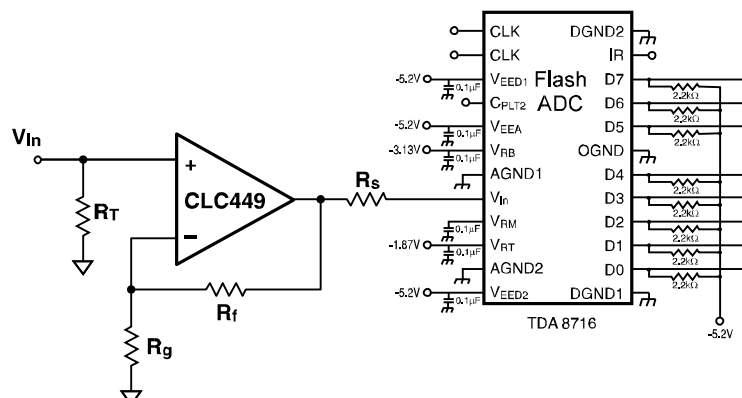 CLK
DGND2
CLK
IR
-5.2V
0.1µF
VEED1
Flash
D7
2.2kΩ
CPLT2
ADC
D6
2.2kΩ
-5.2V
0.1µF
VEEA
D5
2.2kΩ
-3.13V
0.1µF
VRB
OGND
AGND1
D4
2.2kΩ
VIn
D3
2.2kΩ
0.1µF
VRM
D2
2.2kΩ
-1.87V
0.1µF
VRT
D1
2.2kΩ
AGND2
D0
2.2kΩ
-5.2V
0.1µF
VEED2
DGND1
TDA 8716
-5.2V
VIn
+
CLC449
−
RT
Rs
Rf
Rg